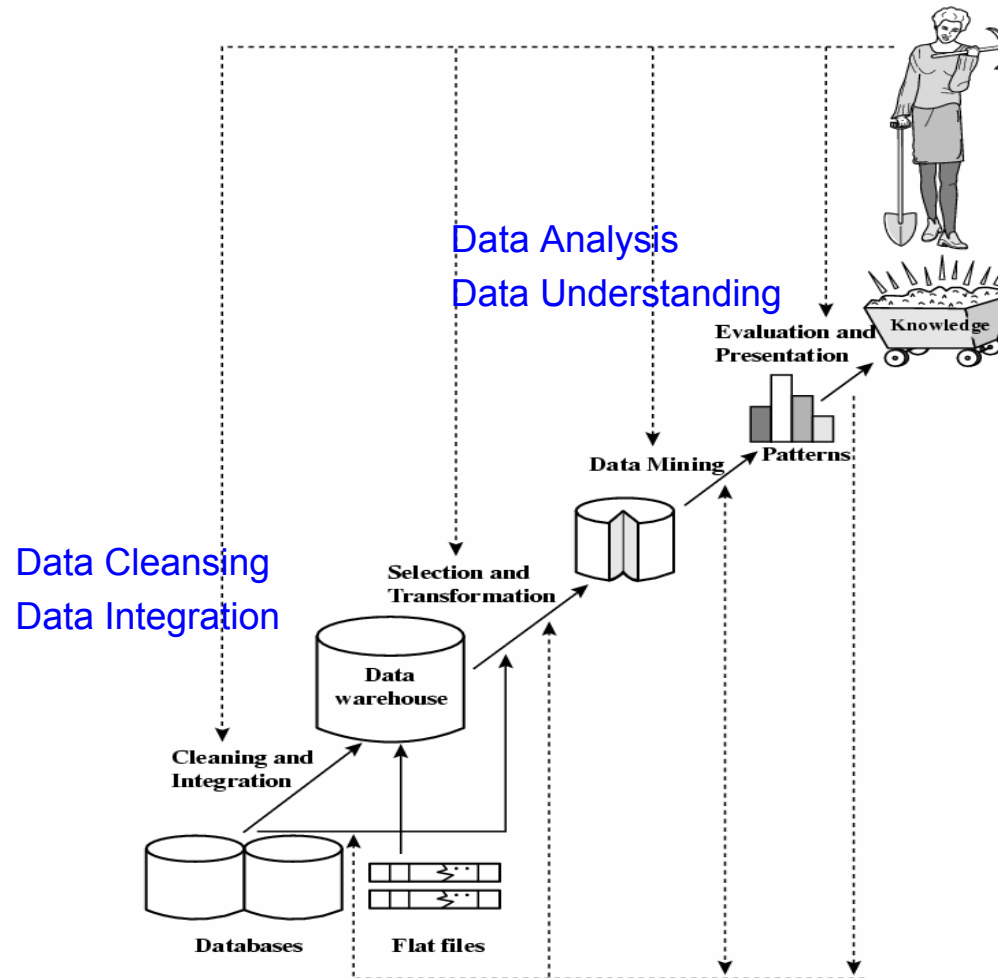 Data Analysis
Data Understanding
Evaluation and
Presentation
Knowledge
Patterns
Data Mining
Data Cleansing
Data Integration
Selection and
Transformation
Data
warehouse
Cleaning and
Integration
Databases
Flat files